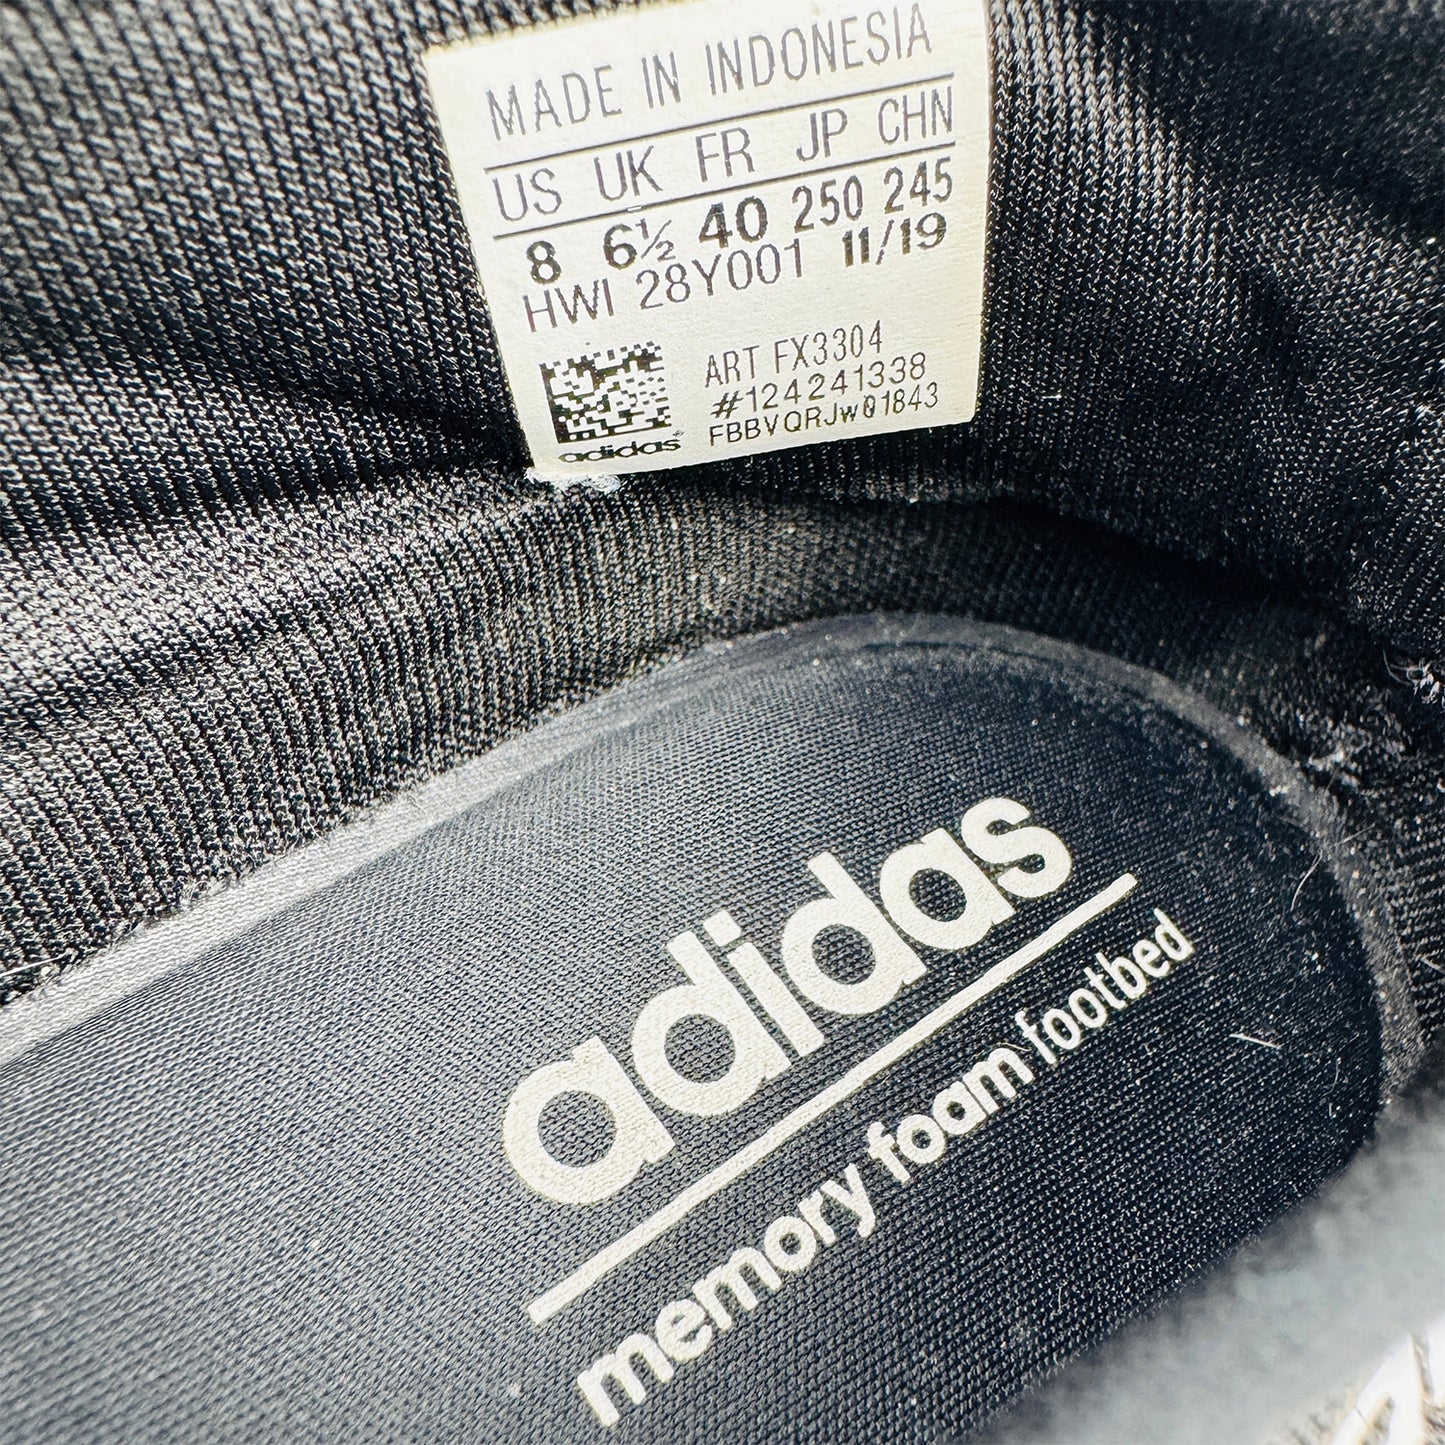 MADE IN INDONESIA
US UK FR JP CHN
8 6½ 40 250 245
HWI 28Y001 11/19
ART FX3304
#124241338
FBBVQRJW01843
adidas®
adidas
memory foam footbed